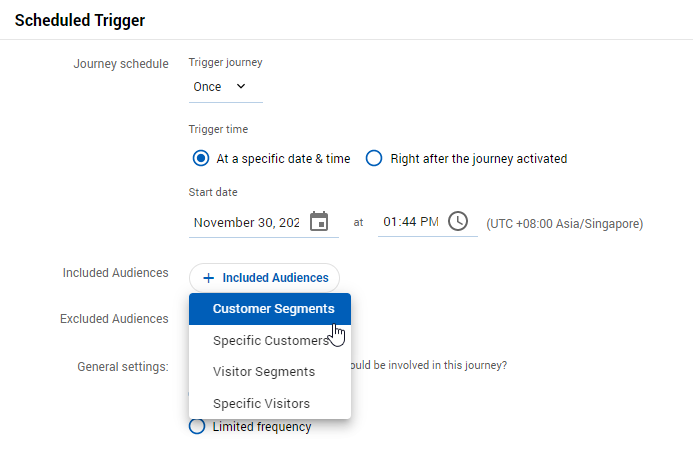 Scheduled Trigger
Journey schedule
Trigger journey
Once
Trigger time
At a specific date & time
Right after the journey activated
Start date
November 30, 202
at
01:44 PM
(UTC +08:00 Asia/Singapore)
Included Audiences
+ Included Audiences
Customer Segments
Excluded Audiences
Specific Customers
General settings:
ould be involved in this journey?
Visitor Segments
Specific Visitors
Limited frequency